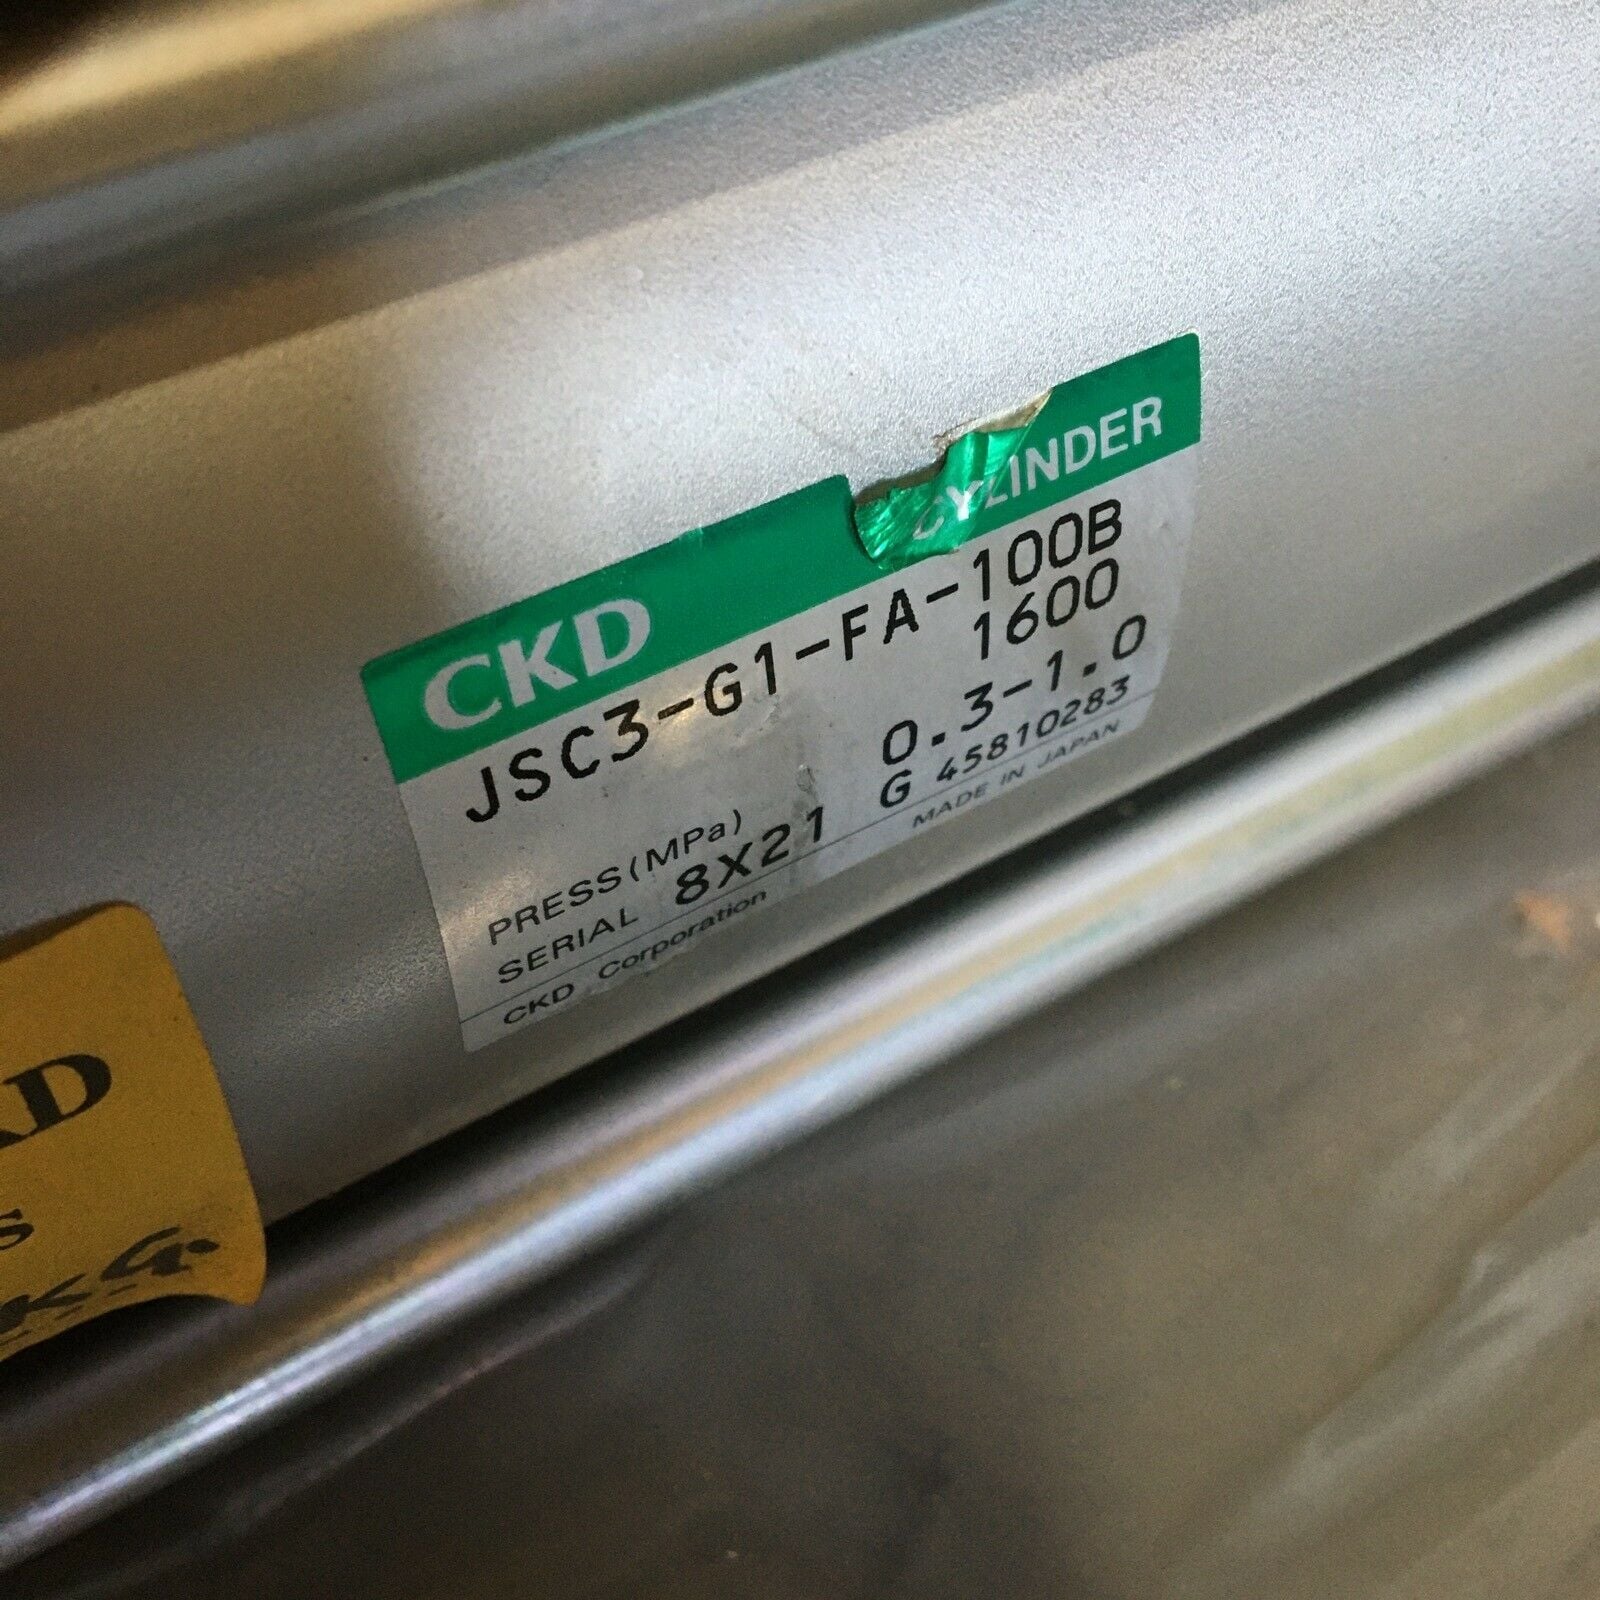 CKD CYLINDER
JSC3-G1-FA-100B
1600
PRESS(MPa) 0.3-1.0
SERIAL 8X21 G 45810283
CKD Corporation MADE IN JAPAN
KD
S